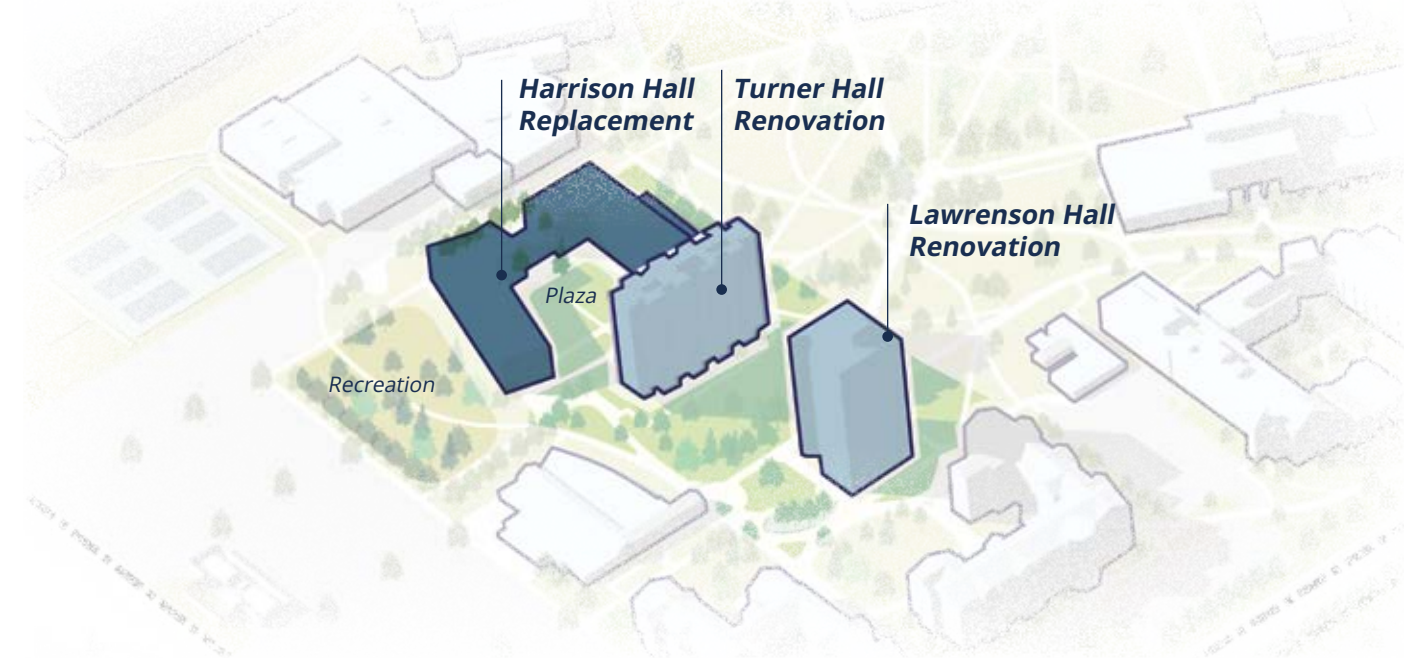 Harrison Hall
Replacement
Turner Hall
Renovation
Lawrenson Hall
Renovation
Plaza
Recreation